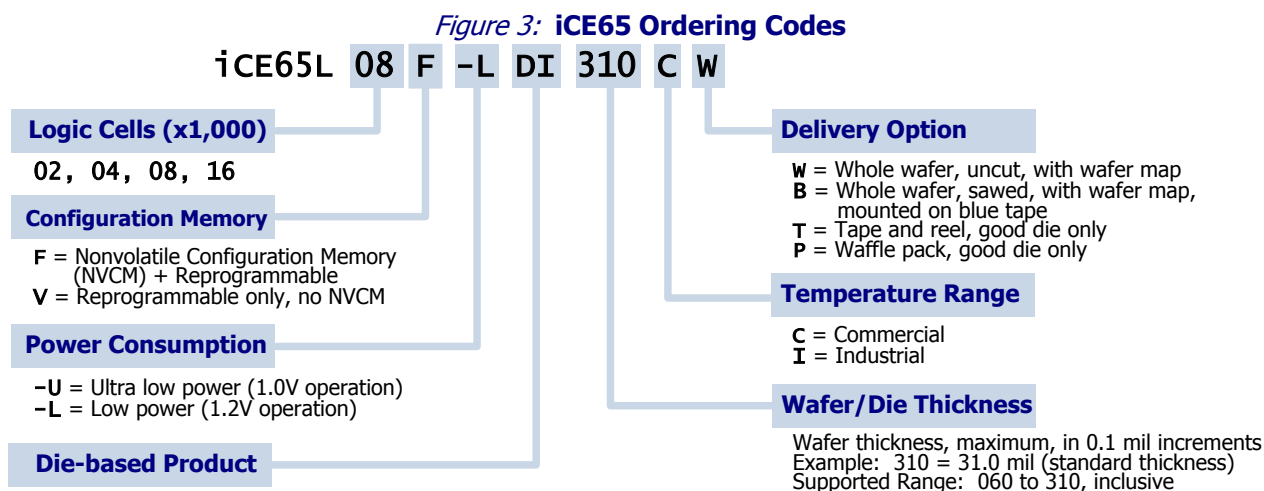 Figure 3: iCE65 Ordering Codes
iCE65L 08 F -L DI 310 C W
Logic Cells (x1,000)
02, 04, 08, 16
Configuration Memory
F = Nonvolatile Configuration Memory
(NVCM) + Reprogrammable
V = Reprogrammable only, no NVCM
Power Consumption
-U = Ultra low power (1.0V operation)
-L = Low power (1.2V operation)
Die-based Product
Delivery Option
W = Whole wafer, uncut, with wafer map
B = Whole wafer, sawed, with wafer map,
mounted on blue tape
T = Tape and reel, good die only
P = Waffle pack, good die only
Temperature Range
C = Commercial
I = Industrial
Wafer/Die Thickness
Wafer thickness, maximum, in 0.1 mil increments
Example: 310 = 31.0 mil (standard thickness)
Supported Range: 060 to 310, inclusive